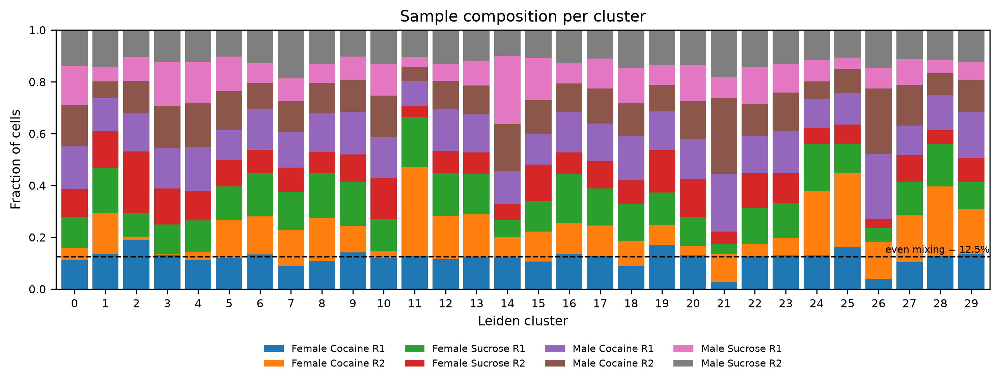 Sample composition per cluster
Fraction of cells
1.0
0.8
0.6
0.4
0.2
0.0
even mixing = 12.5%
0 1 2 3 4 5 6 7 8 9 10 11 12 13 14 15 16 17 18 19 20 21 22 23 24 25 26 27 28 29
Leiden cluster
Female Cocaine R1 Female Sucrose R1 Male Cocaine R1 Male Sucrose R1
Female Cocaine R2 Female Sucrose R2 Male Cocaine R2 Male Sucrose R2